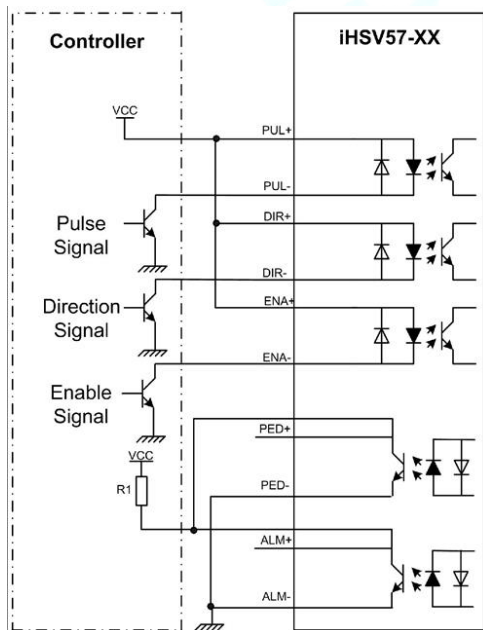 Controller
iHSV57-XX
VCC
PUL+
PUL-
Pulse
Signal
DIR+
DIR-
Direction
Signal
ENA+
ENA-
Enable
Signal
PED+
VCC
R1
PED-
ALM+
ALM-